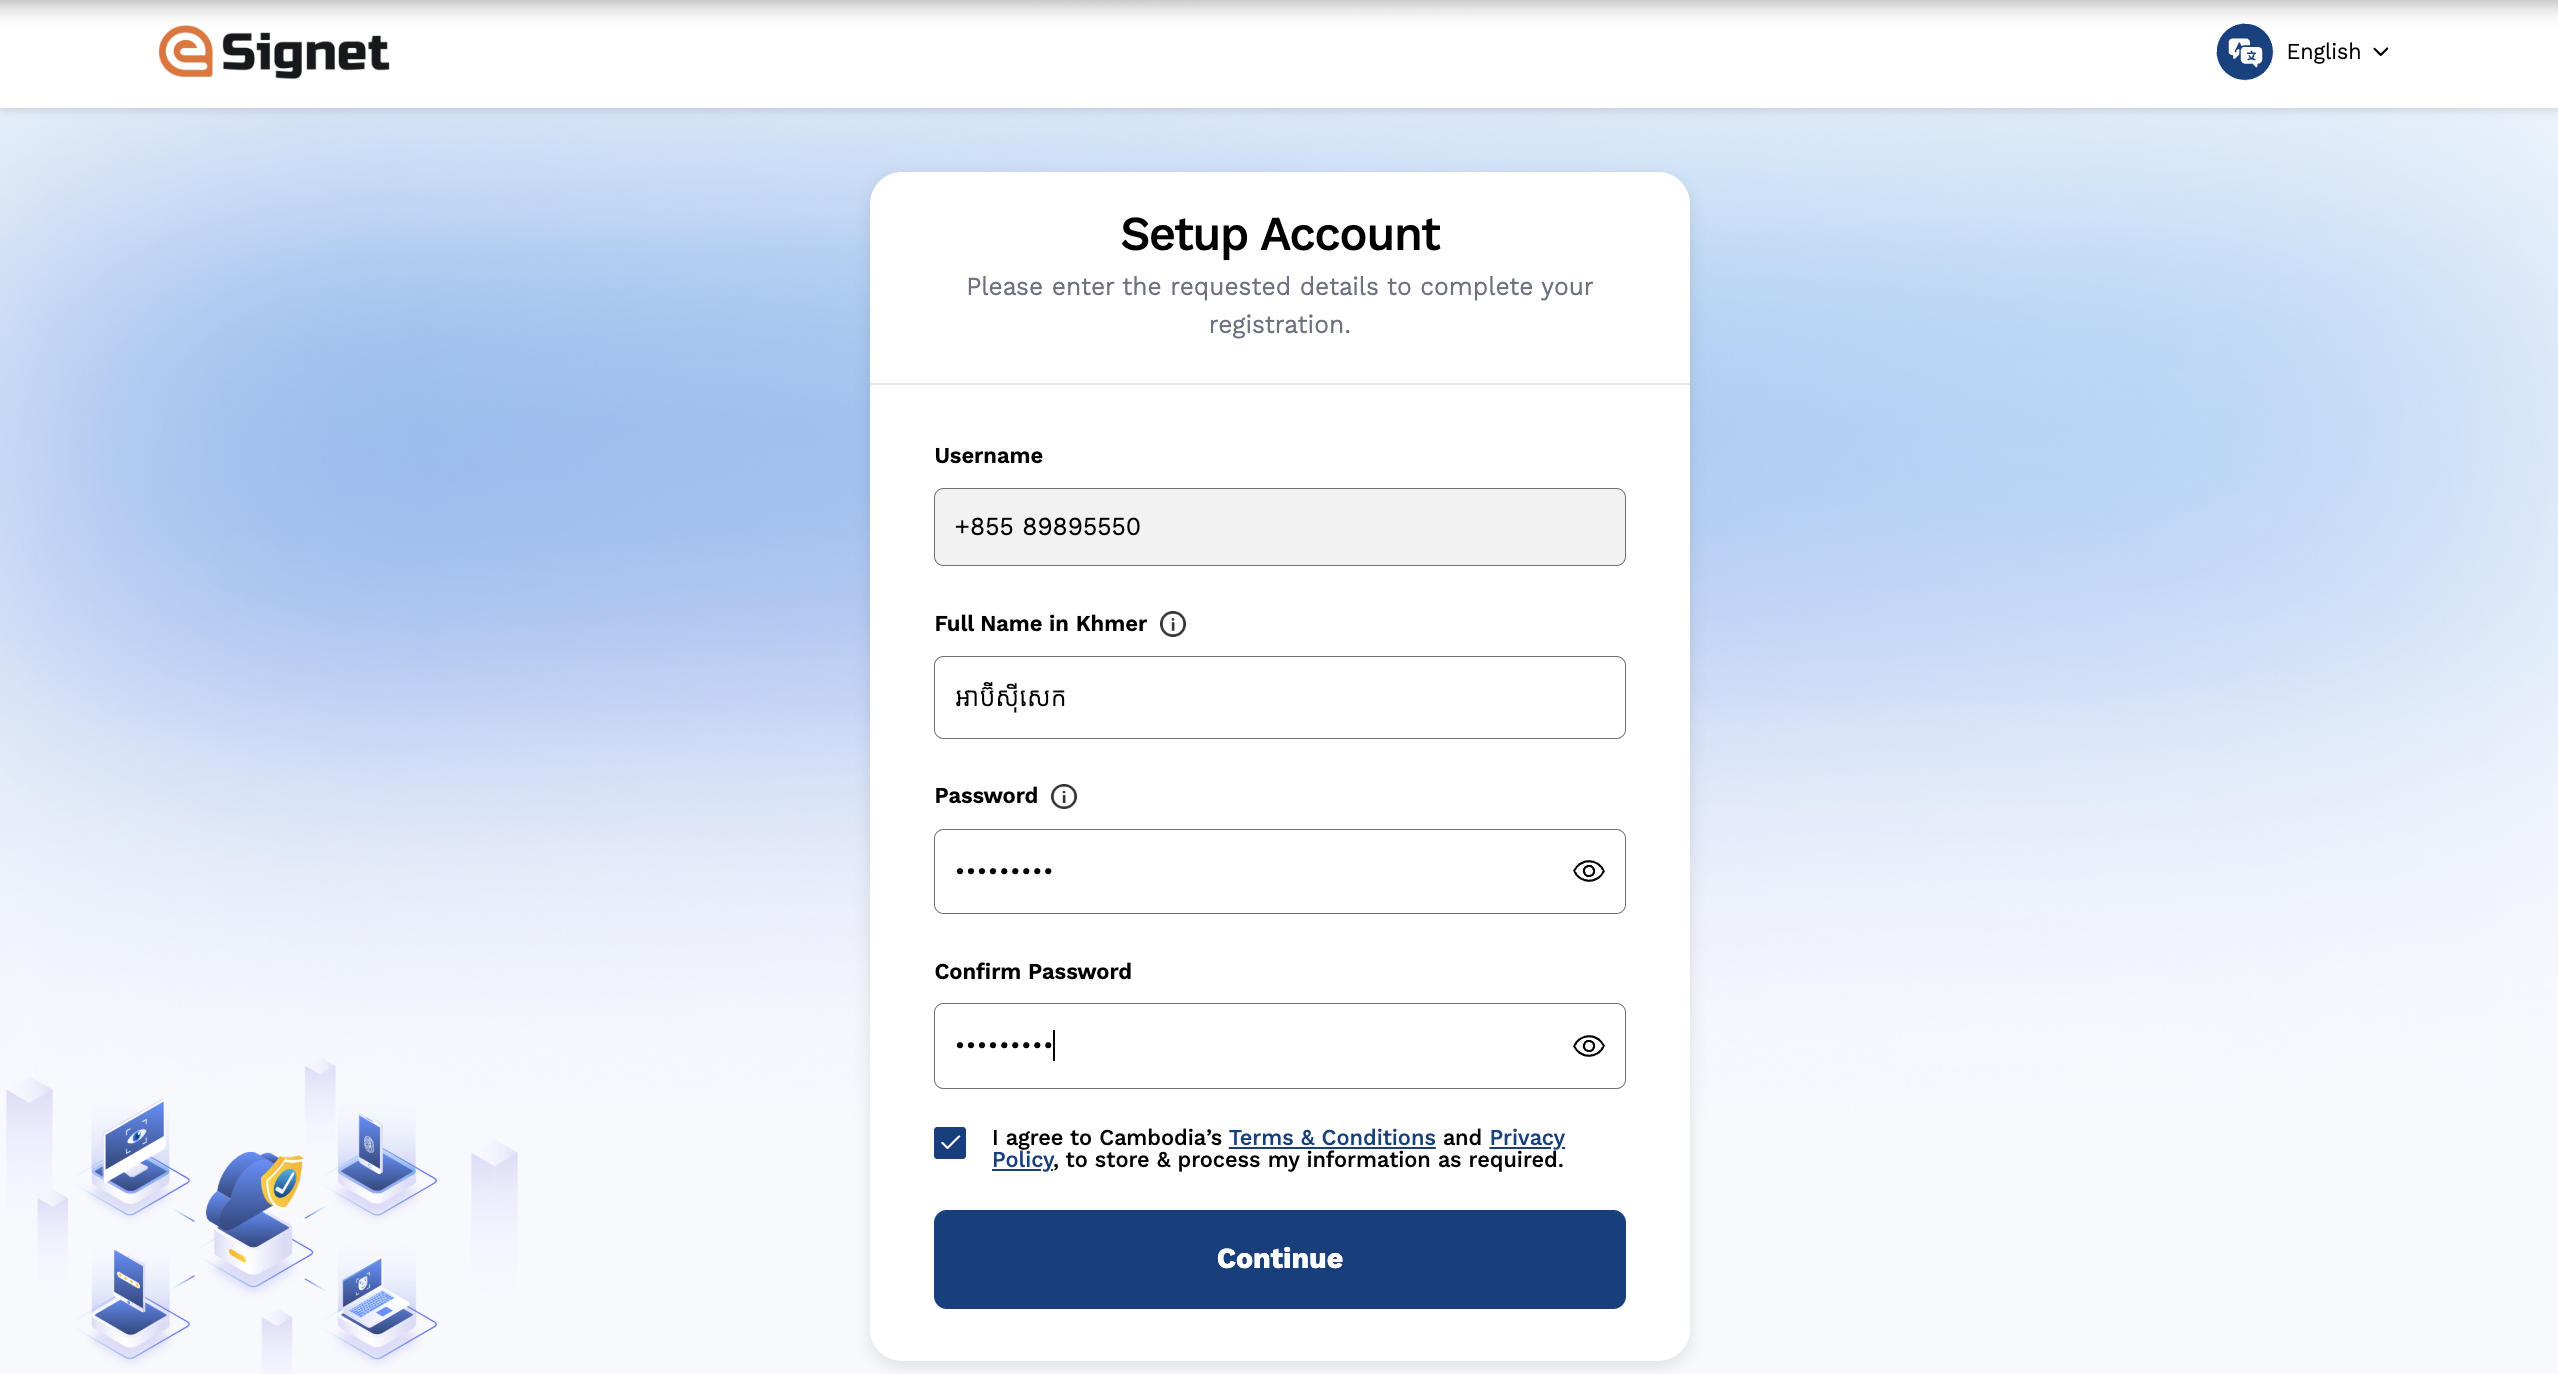 eSignet
English
Setup Account
Please enter the requested details to complete your
registration.
Username
+855 89895550
Full Name in Khmer
អាប៊ីស៊ីសេក
Password
•••••••••
Confirm Password
•••••••••
I agree to Cambodia’s Terms & Conditions and Privacy
Policy, to store & process my information as required.
Continue